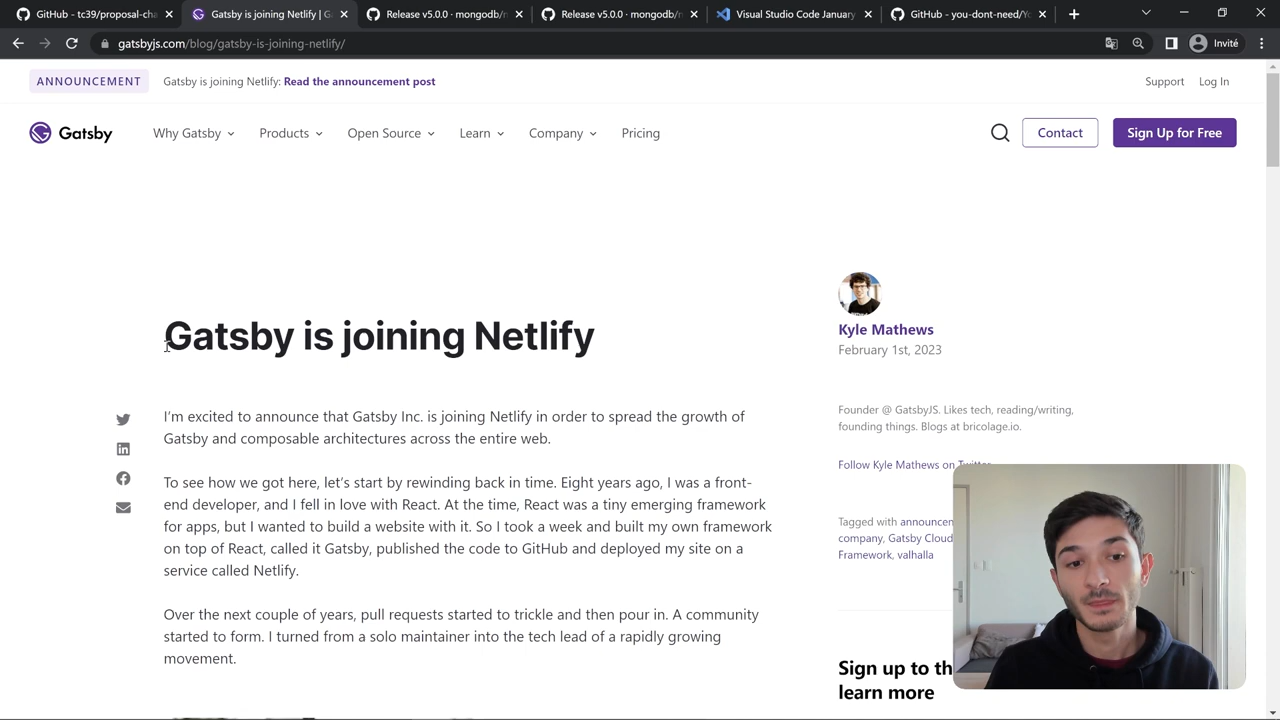 GitHub - tc39/proposal-cha
Gatsby is joining Netlify | G
Release v5.0.0 · mongodb/n
Release v5.0.0 · mongodb/n
Visual Studio Code January
GitHub - you-dont-need/Yo
gatsbyjs.com/blog/gatsby-is-joining-netlify/
Invité
ANNOUNCEMENT
Gatsby is joining Netlify: Read the announcement post
Support
Log In
Gatsby
Why Gatsby
Products
Open Source
Learn
Company
Pricing
Contact
Sign Up for Free
Gatsby is joining Netlify
I'm excited to announce that Gatsby Inc. is joining Netlify in order to spread the growth of
Gatsby and composable architectures across the entire web.
To see how we got here, let's start by rewinding back in time. Eight years ago, I was a front-
end developer, and I fell in love with React. At the time, React was a tiny emerging framework
for apps, but I wanted to build a website with it. So I took a week and built my own framework
on top of React, called it Gatsby, published the code to GitHub and deployed my site on a
service called Netlify.
Over the next couple of years, pull requests started to trickle and then pour in. A community
started to form. I turned from a solo maintainer into the tech lead of a rapidly growing
movement.
Kyle Mathews
February 1st, 2023
Founder @ GatsbyJS. Likes tech, reading/writing,
founding things. Blogs at bricolage.io.
Follow Kyle Mathews on Twitter
Tagged with announcem
company, Gatsby Cloud
Framework, valhalla
Sign up to th
learn more